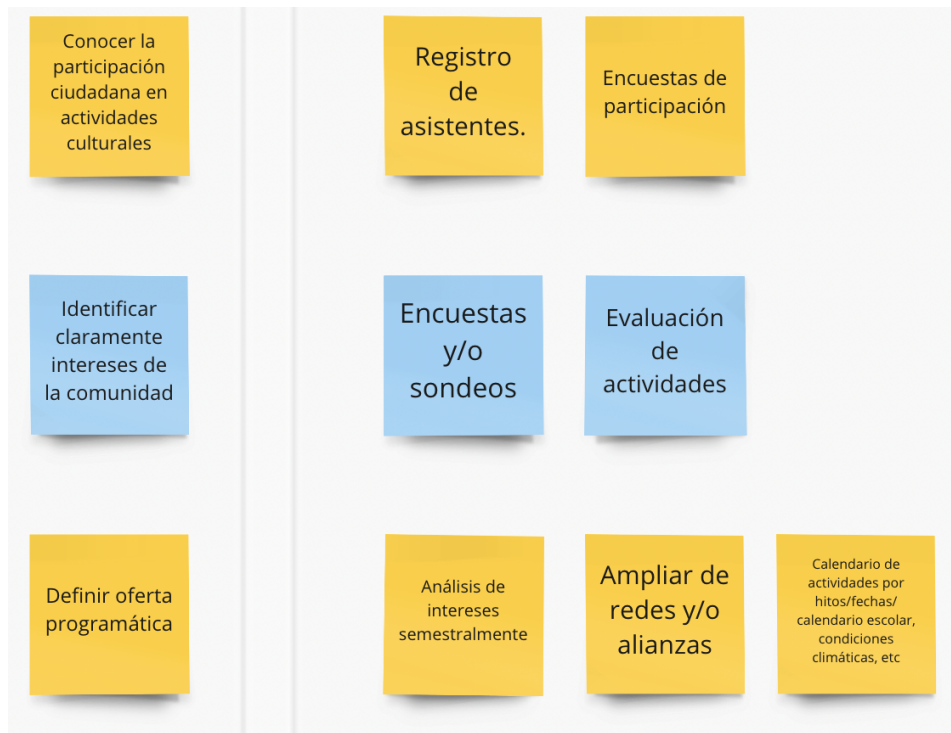 Conocer la
participación
ciudadana en
actividades
culturales
Registro
de
asistentes.
Encuestas de
participación
Identificar
claramente
intereses de
la comunidad
Encuestas
y/o
sondeos
Evaluación
de
actividades
Definir oferta
programática
Análisis de
intereses
semestralmente
Ampliar de
redes y/o
alianzas
Calendario de
actividades por
hitos/fechas/
calendario escolar,
condiciones
climáticas, etc